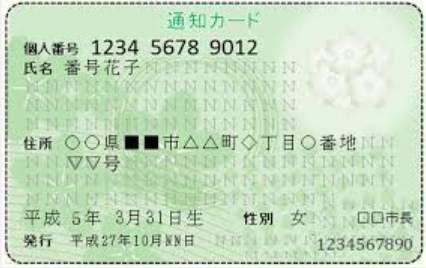 通知カード
個人番号 1234 5678 9012
氏名 番号花子
住所 ○○県■■市△△町◇丁目○番地
▽▽号
平成 5年 3月31日生 性別 女 □□市長
発行 平成27年10月NN日 1234567890